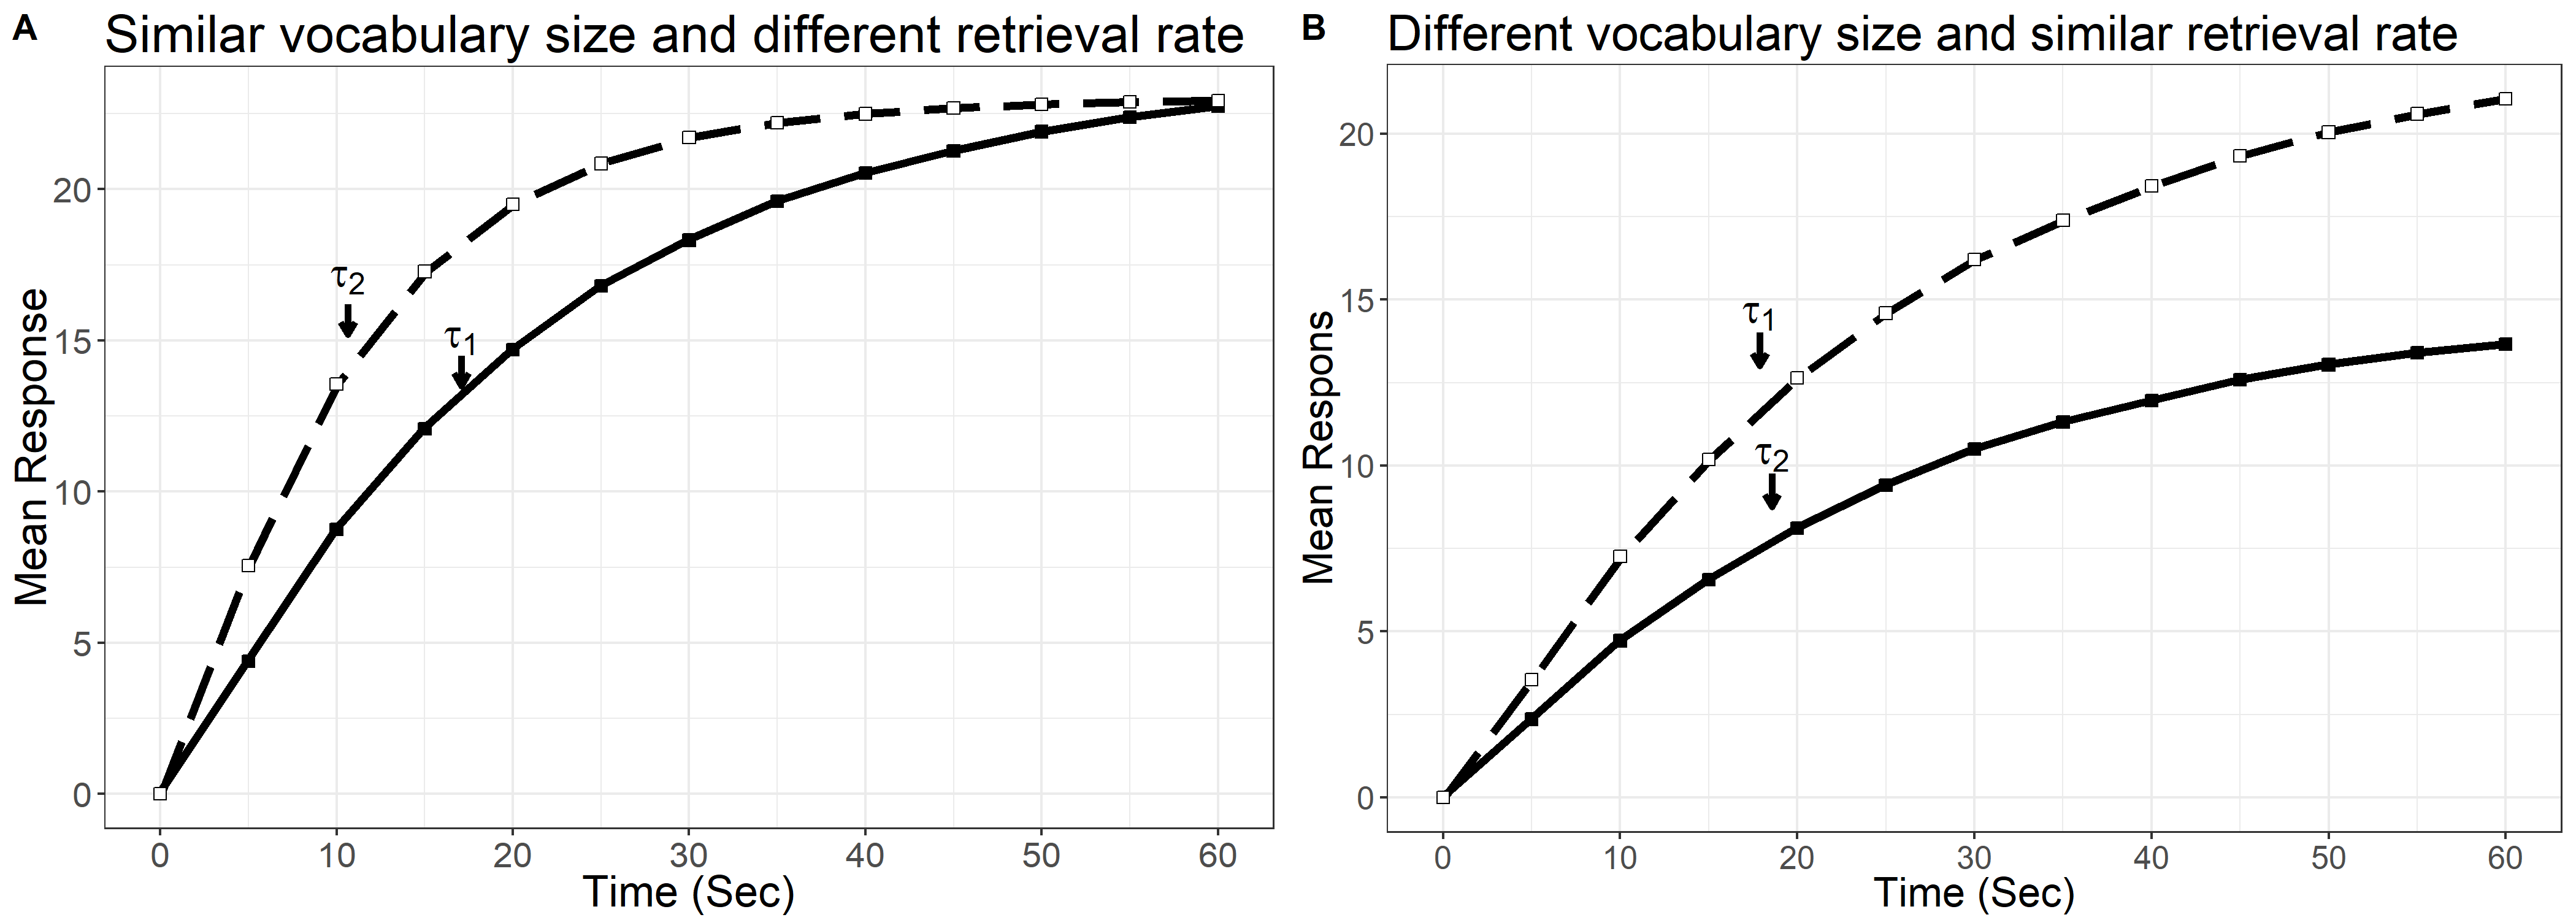 A
Similar vocabulary size and different retrieval rate
Mean Response
20
15
10
5
0
τ2
τ1
0 10 20 30 40 50 60
Time (Sec)
B
Different vocabulary size and similar retrieval rate
Mean Respons
20
15
10
5
0
τ1
τ2
0 10 20 30 40 50 60
Time (Sec)